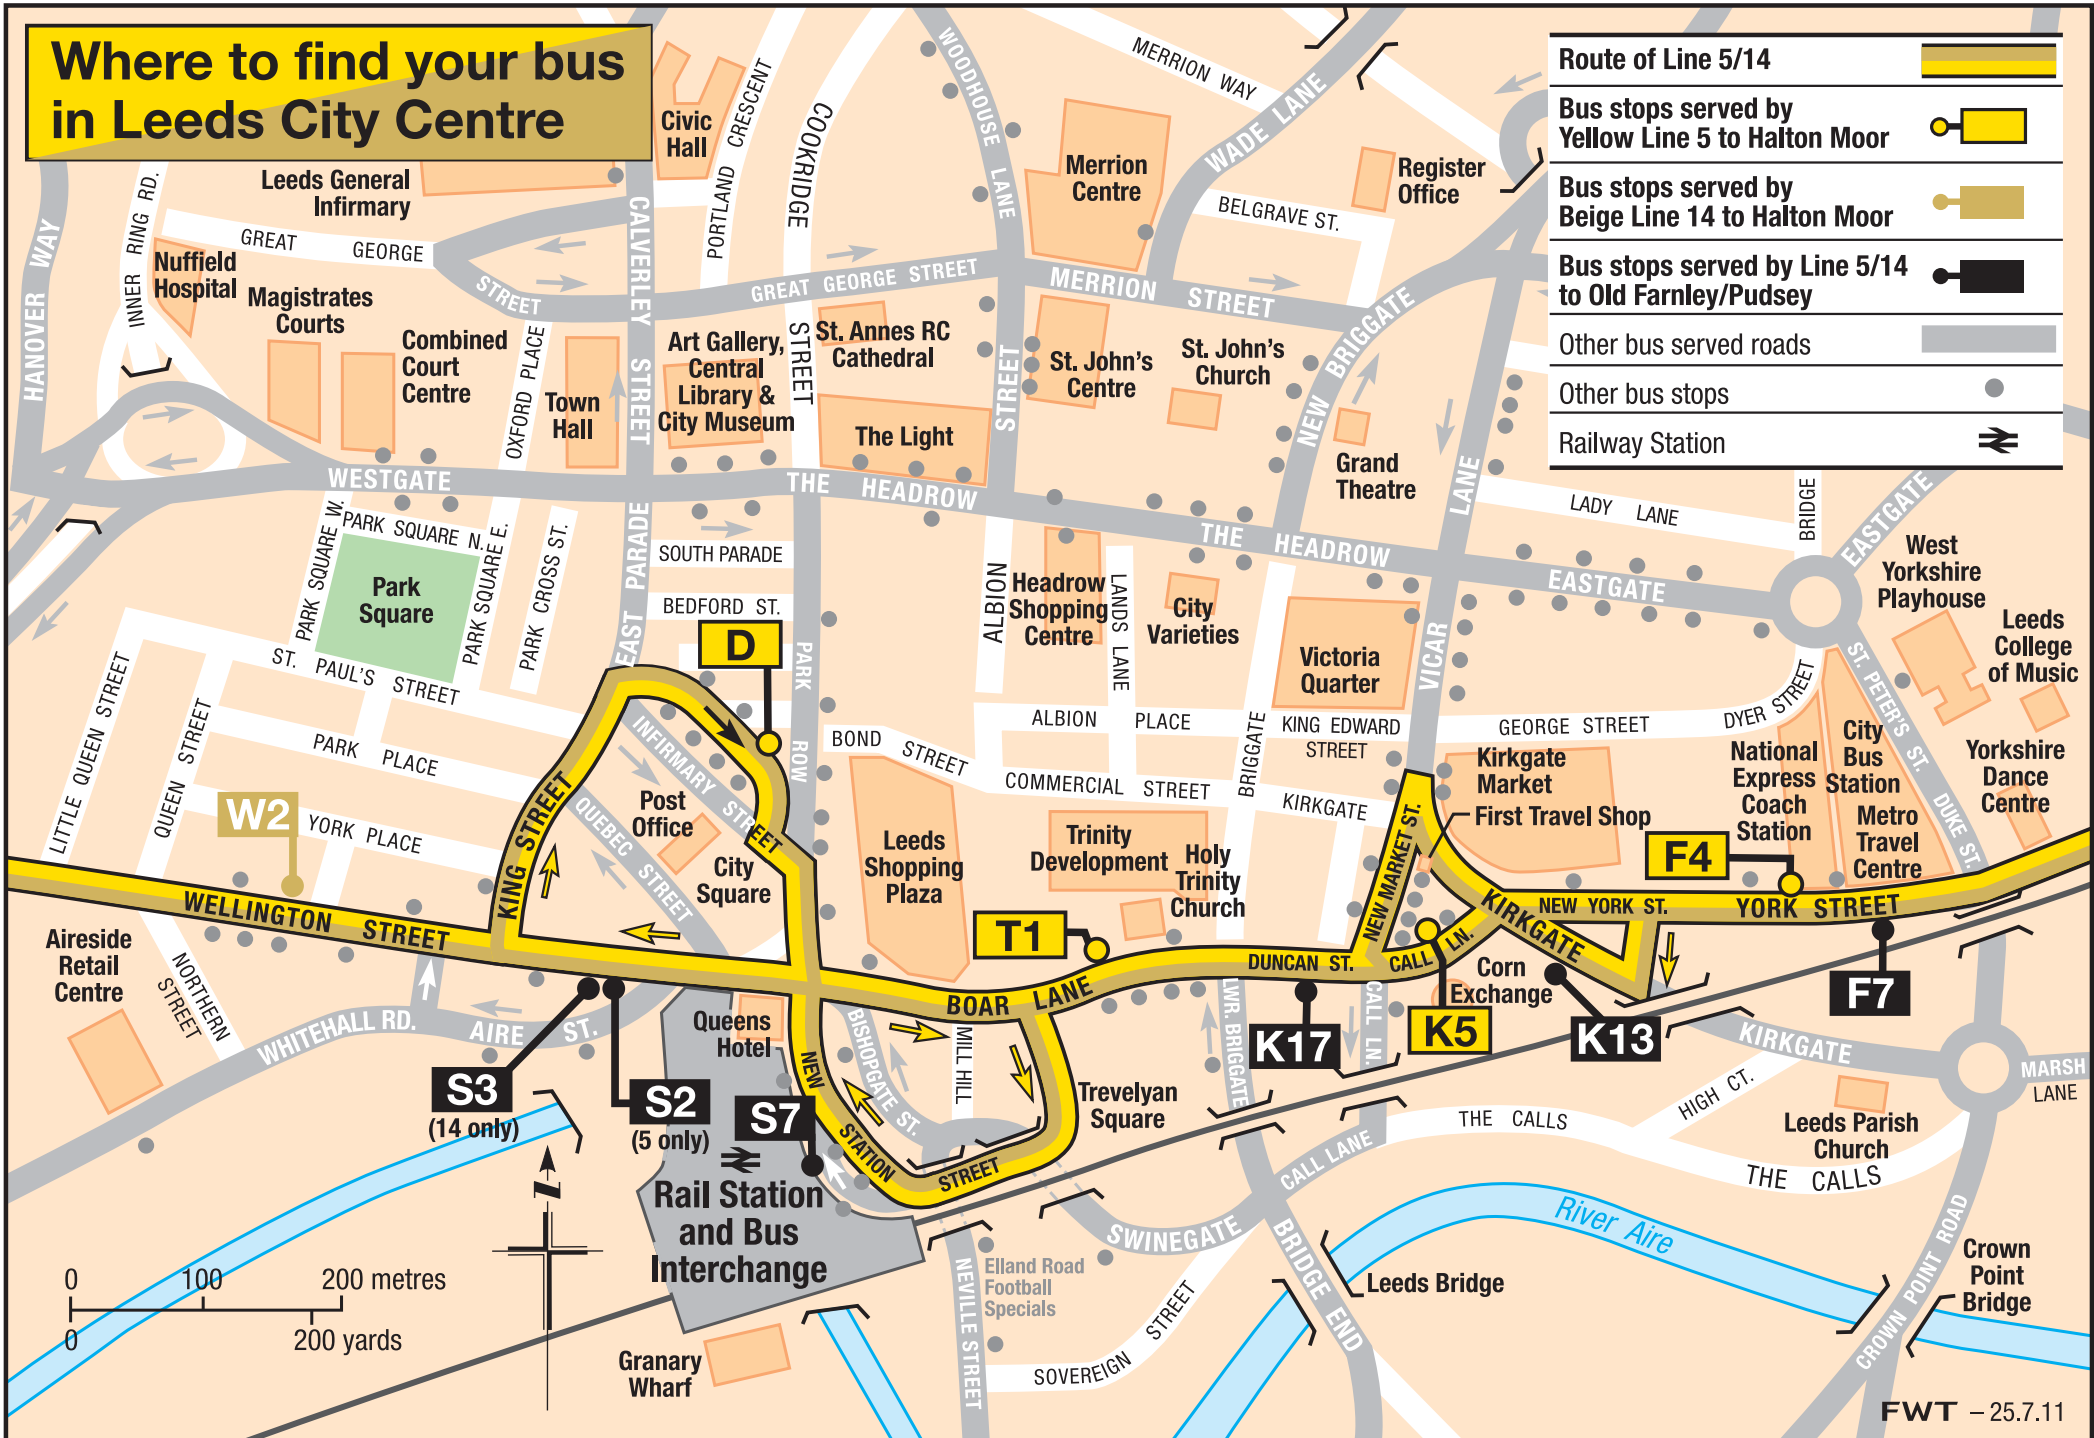 Where to find your bus
in Leeds City Centre
Route of Line 5/14
Bus stops served by
Yellow Line 5 to Halton Moor
Bus stops served by
Beige Line 14 to Halton Moor
Bus stops served by Line 5/14
to Old Farnley/Pudsey
Other bus served roads
Other bus stops
Railway Station
HANOVER WAY
INNER RING RD.
Leeds General
Infirmary
Civic
Hall
PORTLAND CRESCENT
COOKRIDGE
STREET
WOODHOUSE LANE
MERRION WAY
WADE LANE
Merrion
Centre
Register
Office
BELGRAVE ST.
GREAT GEORGE
STREET
Nuffield
Hospital
Magistrates
Courts
Combined
Court
Centre
OXFORD PLACE
Town
Hall
CALVERLEY STREET
GREAT GEORGE STREET
MERRION STREET
Art Gallery,
Central
Library &
City Museum
St. Annes RC
Cathedral
The Light
STREET
St. John's
Centre
St. John's
Church
NEW BRIGGATE
Grand
Theatre
VICAR LANE
LADY LANE
BRIDGE
EASTGATE
WESTGATE
THE HEADROW
THE HEADROW
EASTGATE
PARK SQUARE W.
PARK SQUARE N.
PARK SQUARE E.
PARK CROSS ST.
Park
Square
ST. PAUL'S STREET
EAST PARADE
SOUTH PARADE
BEDFORD ST.
PARK ROW
D
ALBION
Headrow
Shopping
Centre
LANDS LANE
City
Varieties
Victoria
Quarter
West
Yorkshire
Playhouse
Leeds
College
of Music
ST. PETER'S ST.
LITTLE QUEEN STREET
QUEEN STREET
PARK PLACE
YORK PLACE
W2
INFIRMARY STREET
QUEBEC STREET
KING STREET
Post
Office
City
Square
BOND STREET
ALBION PLACE
COMMERCIAL STREET
BRIGGATE
KING EDWARD
STREET
KIRKGATE
GEORGE STREET
DYER STREET
Kirkgate
Market
First Travel Shop
National
Express
Coach
Station
City
Bus
Station
Metro
Travel
Centre
Yorkshire
Dance
Centre
DUKE ST.
Leeds
Shopping
Plaza
Trinity
Development
Holy
Trinity
Church
T1
F4
NEW MARKET ST.
KIRKGATE
NEW YORK ST.
YORK STREET
WELLINGTON STREET
Aireside
Retail
Centre
NORTHERN
STREET
WHITEHALL RD.
AIRE ST.
BOAR LANE
DUNCAN ST.
CALL LN.
Corn
Exchange
K5
K13
K17
F7
S3
(14 only)
S2
(5 only)
S7
Queens
Hotel
NEW STATION STREET
BISHOPGATE ST.
MILL HILL
Trevelyan
Square
LWR. BRIGGATE
CALL LN.
KIRKGATE
MARSH
LANE
HIGH CT.
THE CALLS
THE CALLS
Leeds Parish
Church
Rail Station
and Bus
Interchange
CALL LANE
SWINEGATE
BRIDGE END
River Aire
Leeds Bridge
Crown
Point
Bridge
CROWN POINT ROAD
NEVILLE STREET
Elland Road
Football
Specials
SOVEREIGN STREET
Granary
Wharf
N
0 100 200 metres
0 200 yards
FWT – 25.7.11